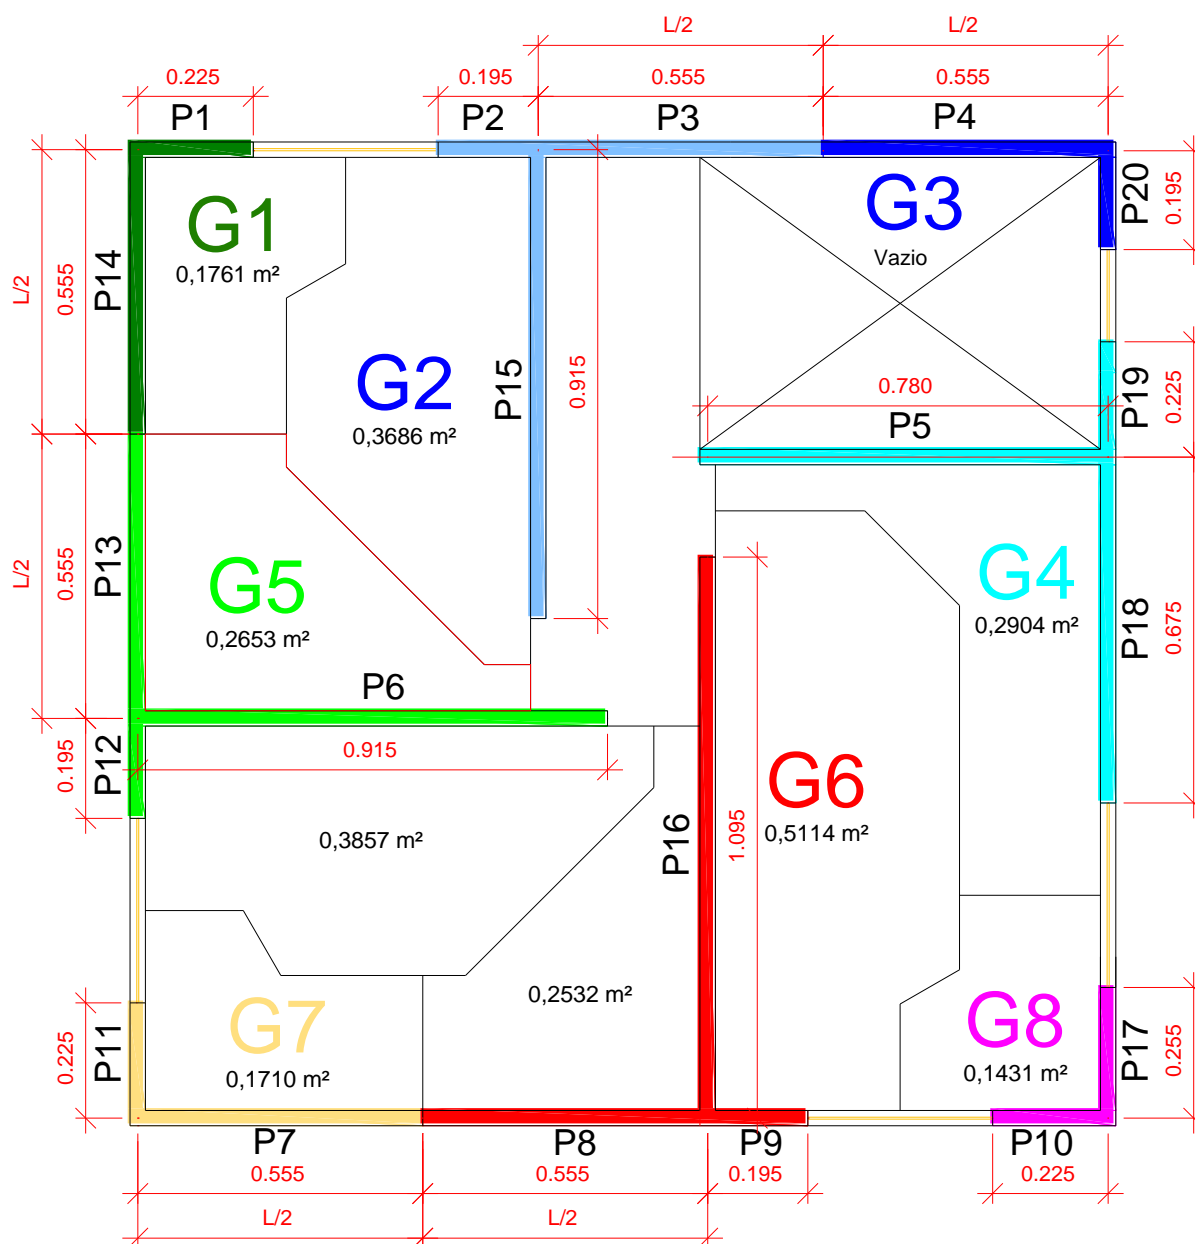 L/2
L/2
0.225
0.195
0.555
0.555
P1
P2
P3
P4
G1
0,1761 m²
G3
Vazio
P20
0.195
P14
L/2
0.555
G2
0,3686 m²
P15
0.915
0.780
P5
P19
0.225
G5
0,2653 m²
P13
L/2
0.555
G4
0,2904 m²
P18
0.675
P6
0.915
P12
0.195
0,3857 m²
P16
1.095
G6
0,5114 m²
0,2532 m²
G7
0,1710 m²
P11
0.225
G8
0,1431 m²
P17
0.255
P7
P8
P9
P10
0.555
0.555
0.195
0.225
L/2
L/2